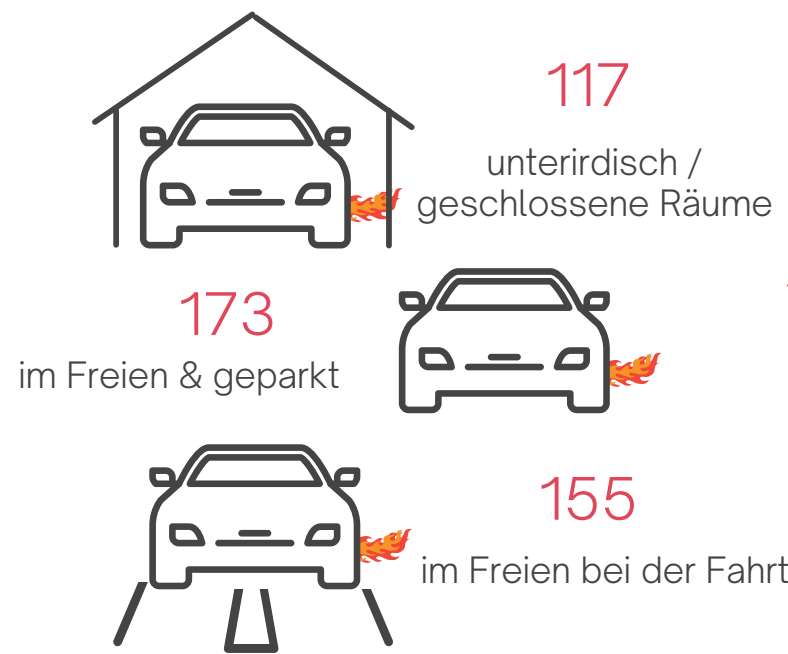 117
unterirdisch /
geschlossene Räume
173
im Freien & geparkt
155
im Freien bei der Fahrt